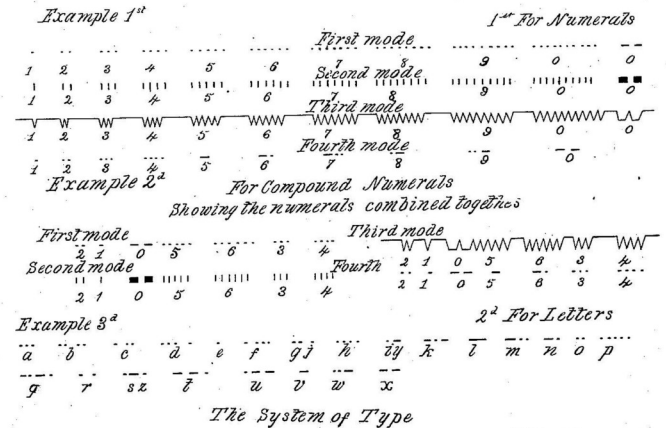 Example 1st 1st For Numerals
First mode
1 2 3 4 5 6 7 8 9 0 0
Second mode
1 2 3 4 5 6 7 8 9 0 0
Third mode
1 2 3 4 5 6 7 8 9 0 0
Fourth mode
1 2 3 4 5 6 7 8 9 0
Example 2d For Compound Numerals
Showing the numerals combined together
First mode Third mode
2 1 0 5 6 3 4 2 1 0 5 6 3 4
Second mode Fourth
2 1 0 5 6 3 4 2 1 0 5 6 3 4
Example 3d 2d For Letters
a b c d e f g j h i y k l m n o p
q r s z t u v w x
The System of Type